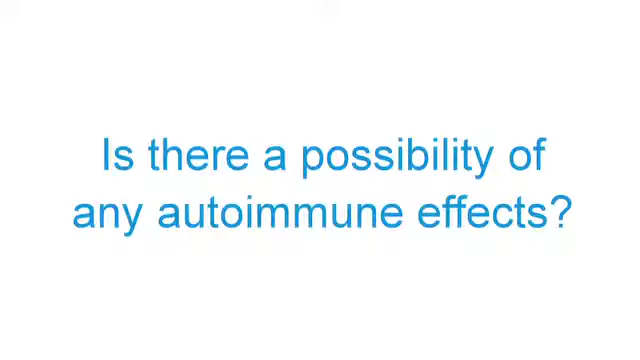 Is there a possibility of
any autoimmune effects?